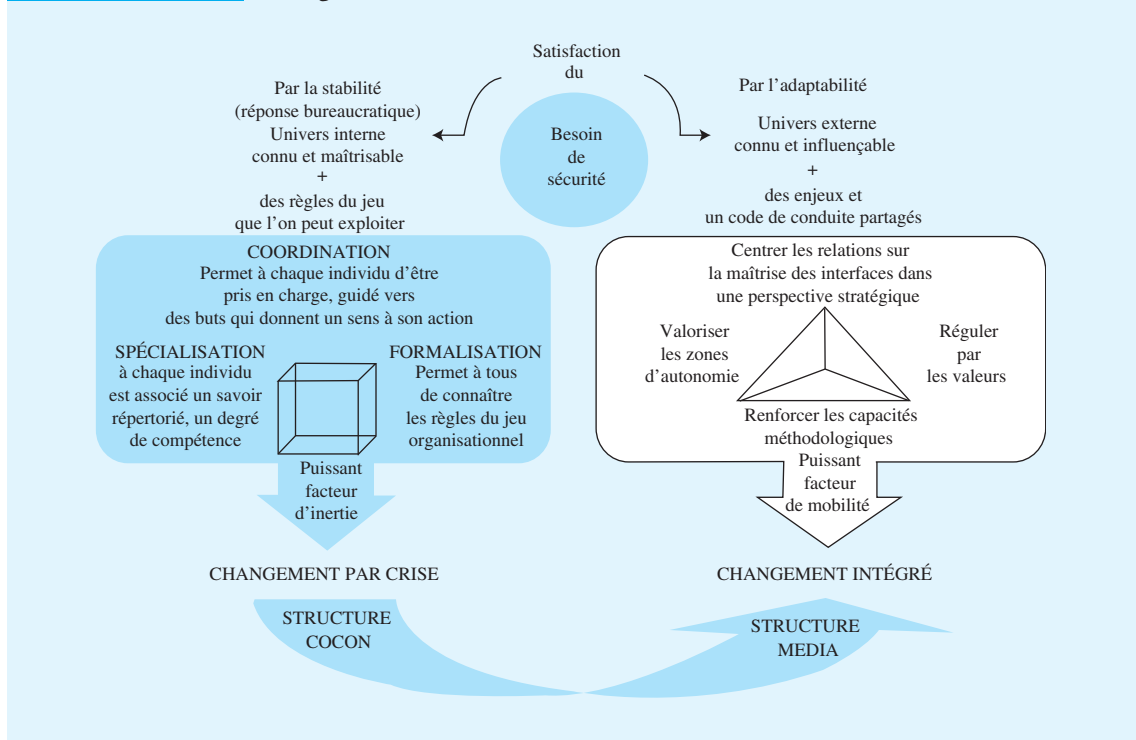 Satisfaction
du
Besoin
de
sécurité
Par la stabilité
(réponse bureaucratique)
Univers interne
connu et maîtrisable
+
des règles du jeu
que l'on peut exploiter
COORDINATION
Permet à chaque individu d'être
pris en charge, guidé vers
des buts qui donnent un sens à son action
SPÉCIALISATION
à chaque individu
est associé un savoir
répertorié, un degré
de compétence
FORMALISATION
Permet à tous
de connaître
les règles du jeu
organisationnel
Puissant
facteur
d'inertie
CHANGEMENT PAR CRISE
STRUCTURE
COCON
Par l'adaptabilité
Univers externe
connu et influençable
+
des enjeux et
un code de conduite partagés
Centrer les relations sur
la maîtrise des interfaces dans
une perspective stratégique
Valoriser
les zones
d'autonomie
Réguler
par
les valeurs
Renforcer les capacités
méthodologiques
Puissant
facteur
de mobilité
CHANGEMENT INTÉGRÉ
STRUCTURE
MEDIA